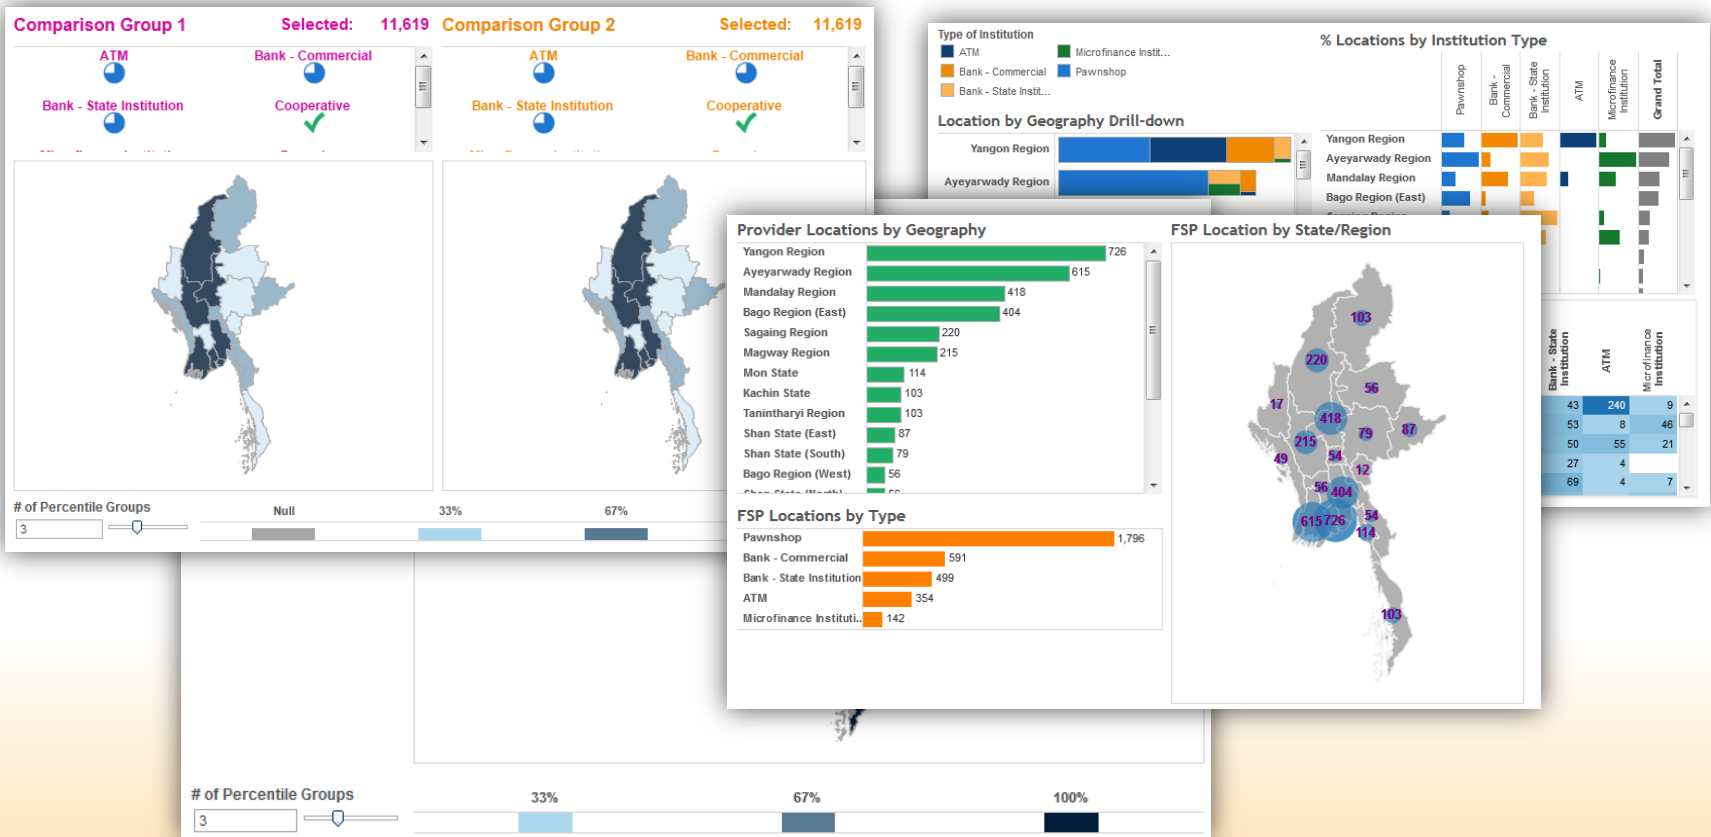 Comparison Group 1
Selected: 11,619
ATM
Bank - Commercial
Bank - State Institution
Cooperative
# of Percentile Groups
3
Null
33%
67%
Comparison Group 2
Selected: 11,619
ATM
Bank - Commercial
Bank - State Institution
Cooperative
Type of Institution
ATM
Microfinance Instit...
Bank - Commercial
Pawnshop
Bank - State Instit...
Location by Geography Drill-down
Yangon Region
Ayeyarwady Region
% Locations by Institution Type
Pawnshop
Bank - Commercial
Bank - State Institution
ATM
Microfinance Institution
Grand Total
Yangon Region
Ayeyarwady Region
Mandalay Region
Bago Region (East)
Provider Locations by Geography
Yangon Region 726
Ayeyarwady Region 615
Mandalay Region 418
Bago Region (East) 404
Sagaing Region 220
Magway Region 215
Mon State 114
Kachin State 103
Tanintharyi Region 103
Shan State (East) 87
Shan State (South) 79
Bago Region (West) 56
FSP Locations by Type
Pawnshop 1,796
Bank - Commercial 591
Bank - State Institution 499
ATM 354
Microfinance Instituti.. 142
FSP Location by State/Region
103
220
56
17
418
215
79
87
49
54
12
56
404
615
726
54
114
103
Bank - State Institution
ATM
Microfinance Institution
43 240 9
53 8 46
50 55 21
27 4
69 4 7
# of Percentile Groups
3
33%
67%
100%